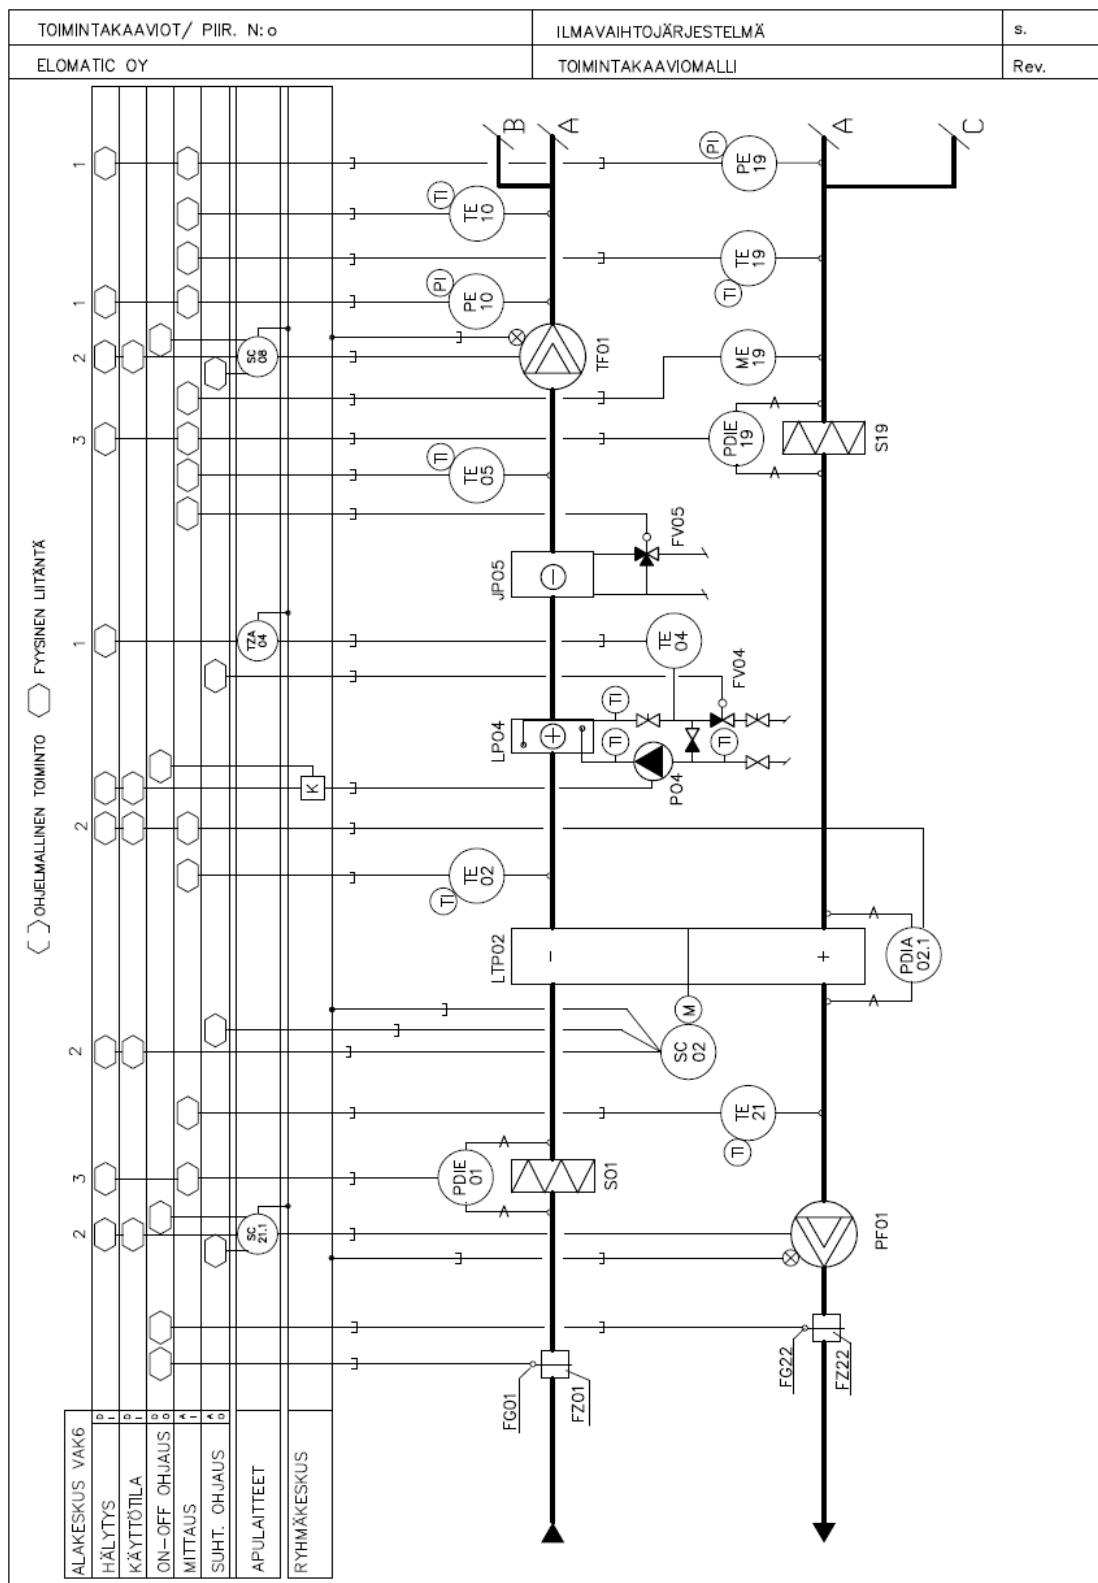 TOIMINTAKAAVIOT/ PIIR. N:o
ILMAVAIHTOJÄRJESTELMÄ
s.
ELOMATIC OY
TOIMINTAKAAVIOMALLI
Rev.
OHJELMALLINEN TOIMINTO
FYYSINEN LIITÄNTÄ
ALAKESKUS VAK6
HÄLYTYS
D I
KÄYTTÖTILA
D I
ON-OFF OHJAUS
D O
MITTAUS
A I
SUHT. OHJAUS
A O
APULAITTEET
RYHMÄKESKUS
1
1
2
3
1
2
2
3
2
B
A
A
C
PI
PE 19
TI
TE 10
TE 19
TI
PI
PE 10
SC 08
TF01
ME 19
PDIE 19
S19
TI
TE 05
FV05
JP05
TZA 04
TE 04
FV04
LP04
TI
TI
TI
P04
K
TE 02
TI
LTP02
-
+
PDIA 02.1
M
SC 02
TE 21
TI
PDIE 01
S01
SC 21.1
PF01
FG22
FZ22
FG01
FZ01